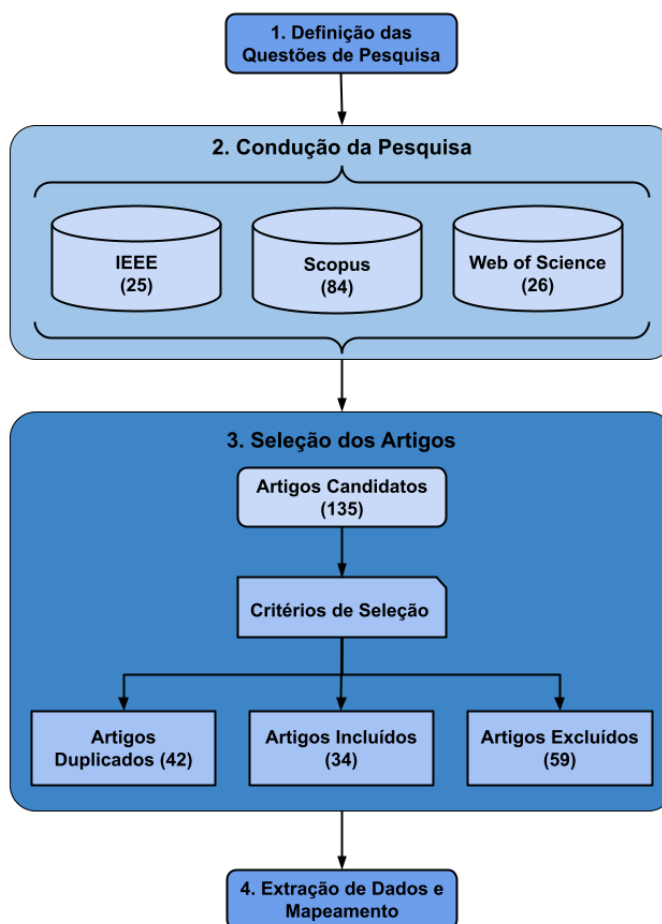 1. Definição das
Questões de Pesquisa
2. Condução da Pesquisa
IEEE
(25)
Scopus
(84)
Web of Science
(26)
3. Seleção dos Artigos
Artigos Candidatos
(135)
Critérios de Seleção
Artigos
Duplicados (42)
Artigos Incluídos
(34)
Artigos Excluídos
(59)
4. Extração de Dados e
Mapeamento